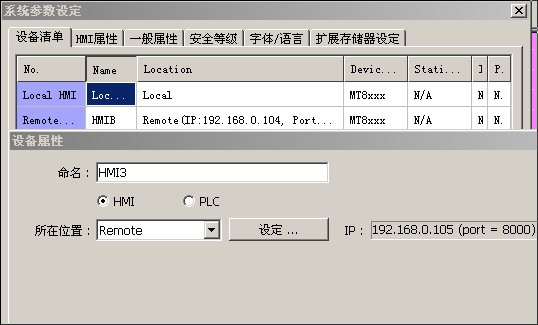 系统参数设定
设备清单 HMI属性 一般属性 安全等级 字体/语言 扩展存储器设定
No. Name Location Devic... Stati... I P.
Local HMI Loc... Local MT8xxx N/A N N.
Remote... HMIB Remote(IP:192.168.0.104, Port... MT8xxx N/A N N.
设备属性
命名： HMI3
HMI PLC
所在位置： Remote 设定 ... IP： 192.168.0.105 (port = 8000)